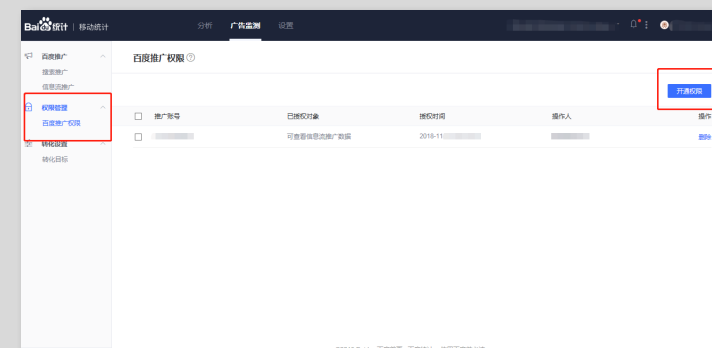 Bai统计 | 移动统计
分析
广告监测
设置
百度推广
搜索推广
信息流推广
权限管理
百度推广权限
转化设置
转化目标
百度推广权限
开通权限
推广账号
已授权对象
授权时间
操作人
操作
可查看信息流推广数据
2018-11
删除